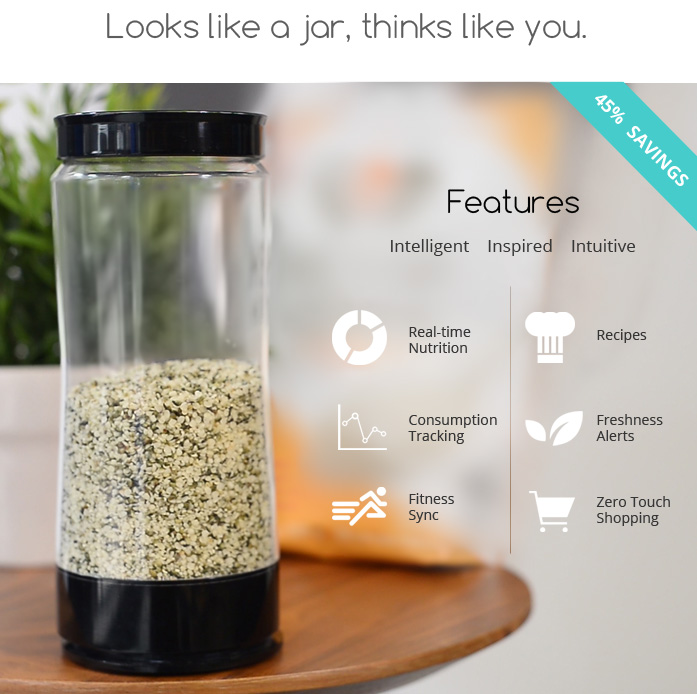 Looks like a jar, thinks like you.
45% SAVINGS
Features
Intelligent Inspired Intuitive
Real-time
Nutrition
Recipes
Consumption
Tracking
Freshness
Alerts
Fitness
Sync
Zero Touch
Shopping